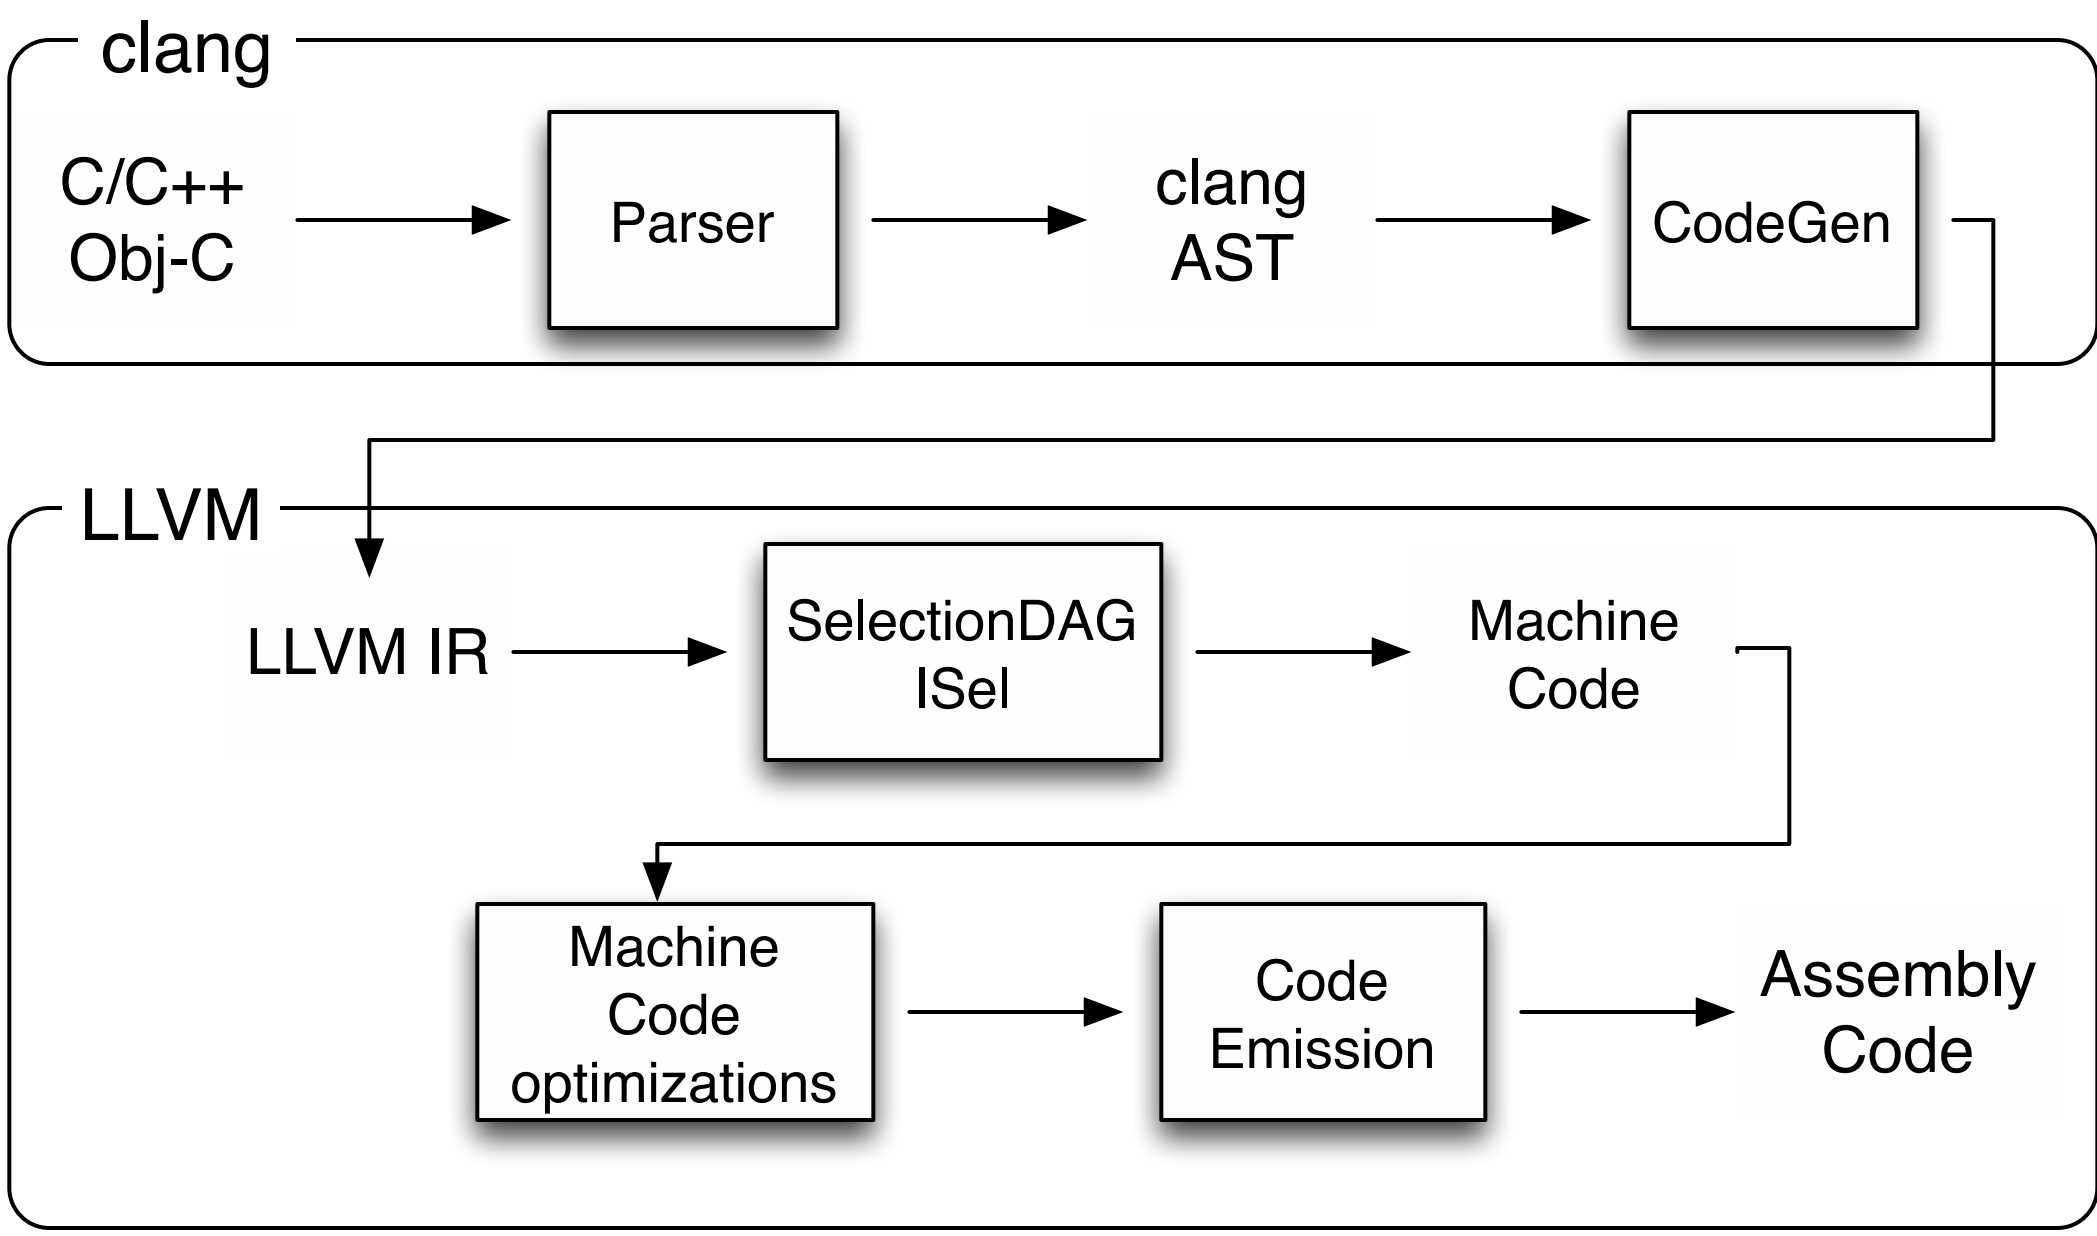 clang
C/C++
Obj-C
Parser
clang
AST
CodeGen
LLVM
LLVM IR
SelectionDAG
ISel
Machine
Code
Machine
Code
optimizations
Code
Emission
Assembly
Code